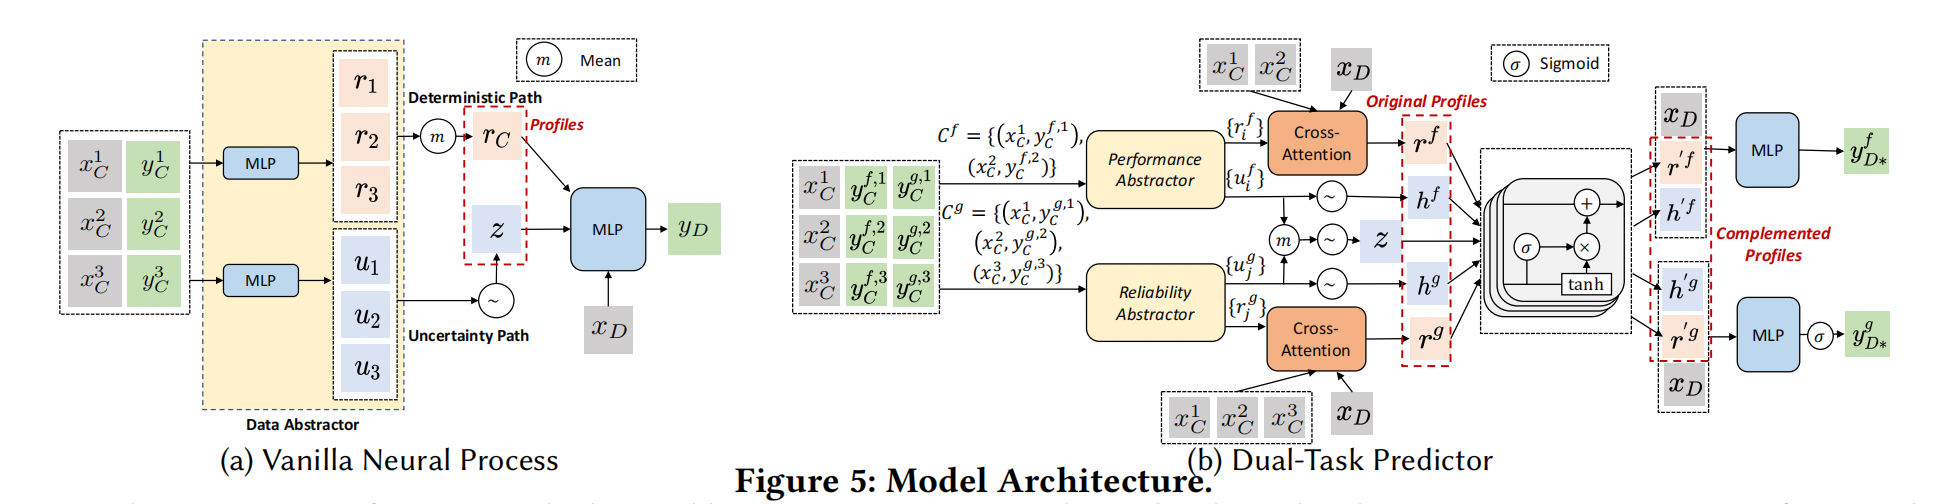 x_C^1 y_C^1
x_C^2 y_C^2
x_C^3 y_C^3
MLP
MLP
r_1
r_2
r_3
u_1
u_2
u_3
Data Abstractor
m Mean
Deterministic Path
m
r_C
Profiles
z
~
Uncertainty Path
MLP
x_D
y_D
(a) Vanilla Neural Process
x_C^1 y_C^{f,1} y_C^{g,1}
x_C^2 y_C^{f,2} y_C^{g,2}
x_C^3 y_C^{f,3} y_C^{g,3}
C^f = {(x_C^1, y_C^{f,1}),
(x_C^2, y_C^{f,2})}
C^g = {(x_C^1, y_C^{g,1}),
(x_C^2, y_C^{g,2}),
(x_C^3, y_C^{g,3})}
Performance
Abstractor
Reliability
Abstractor
{r_i^f}
{u_i^f}
{u_j^g}
{r_j^g}
x_C^1 x_C^2
x_D
Cross-
Attention
~
m ~ z
~
Cross-
Attention
x_C^1 x_C^2 x_C^3
x_D
Original Profiles
r^f
h^f
h^g
r^g
σ Sigmoid
+
σ ×
tanh
x_D
r'^f
h'^f
Complemented
Profiles
h'^g
r'^g
x_D
MLP
y_{D*}^f
MLP
σ
y_{D*}^g
(b) Dual-Task Predictor
Figure 5: Model Architecture.